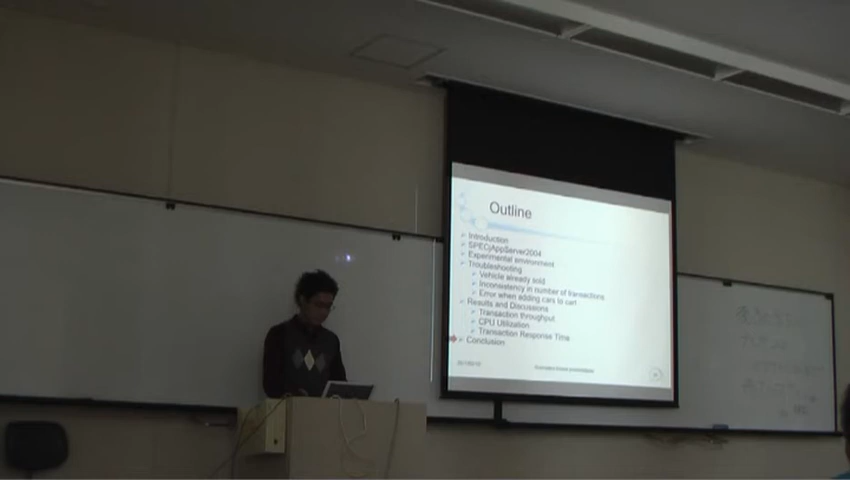 Outline
Introduction
SPECjAppServer2004
Experimental environment
Troubleshooting
Vehicle already sold
Inconsistency in number of transactions
Error when adding cars to cart
Results and Discussions
Transaction throughput
CPU Utilization
Transaction Response Time
Conclusion